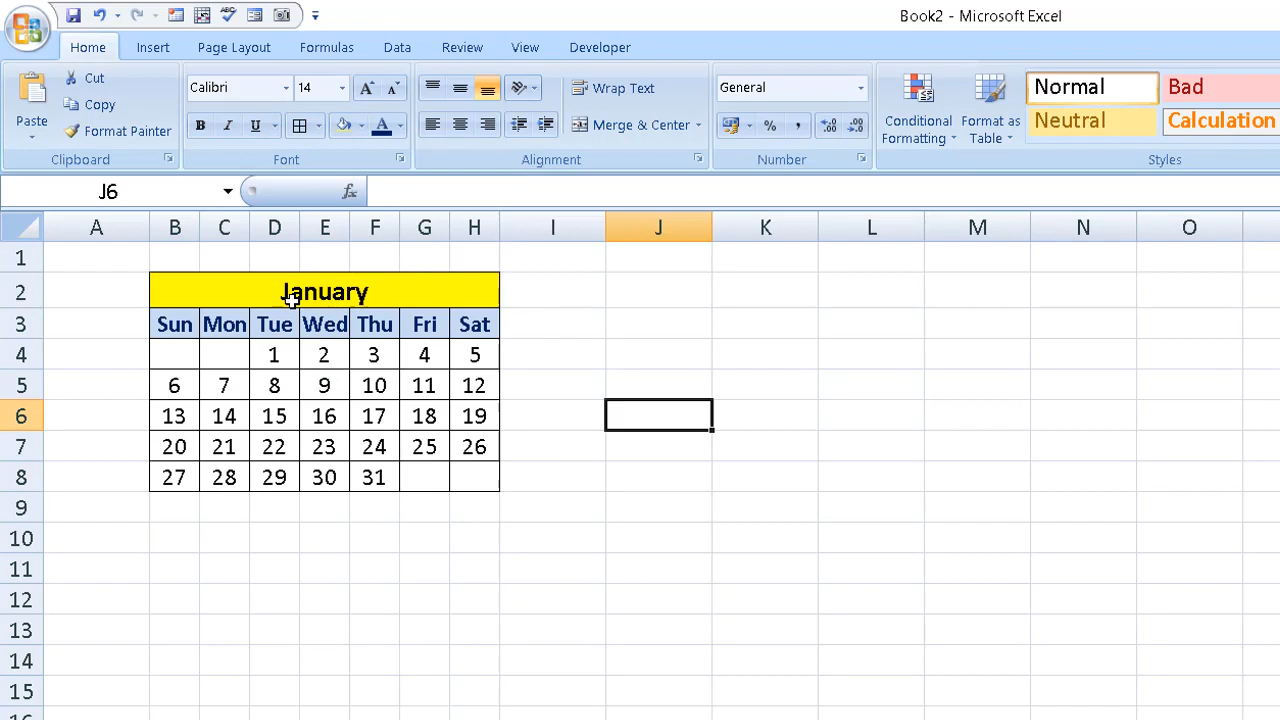 Book2 - Microsoft Excel
Home Insert Page Layout Formulas Data Review View Developer
Paste
Cut
Copy
Format Painter
Clipboard
Calibri 14 A A
B I U A
Font
Wrap Text
Merge & Center
Alignment
General
% ,
Number
Conditional Formatting
Format as Table
Normal Bad
Neutral Calculation
Styles
J6 fx
A B C D E F G H I J K L M N O
1
2 January
3 Sun Mon Tue Wed Thu Fri Sat
4 1 2 3 4 5
5 6 7 8 9 10 11 12
6 13 14 15 16 17 18 19
7 20 21 22 23 24 25 26
8 27 28 29 30 31
9
10
11
12
13
14
15